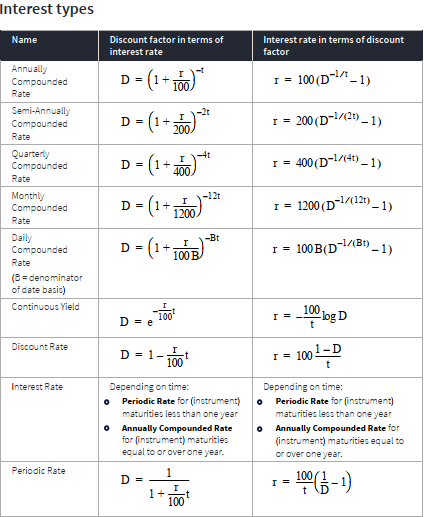 Interest types
Name
Discount factor in terms of
interest rate
Interest rate in terms of discount
factor
Annually
Compounded
Rate
D = (1 + r/100)^-t
r = 100(D^-1/t - 1)
Semi-Annually
Compounded
Rate
D = (1 + r/200)^-2t
r = 200(D^-1/(2t) - 1)
Quarterly
Compounded
Rate
D = (1 + r/400)^-4t
r = 400(D^-1/(4t) - 1)
Monthly
Compounded
Rate
D = (1 + r/1200)^-12t
r = 1200(D^-1/(12t) - 1)
Daily
Compounded
Rate
(B = denominator
of date basis)
D = (1 + r/100B)^-Bt
r = 100B(D^-1/(Bt) - 1)
Continuous Yield
D = e^-r/100 t
r = -100/t log D
Discount Rate
D = 1 - r/100 t
r = 100 1-D/t
Interest Rate
Depending on time:
Periodic Rate for (instrument)
maturities less than one year
Annually Compounded Rate
for (instrument) maturities
equal to or over one year.
Depending on time:
Periodic Rate for (instrument)
maturities less than one year
Annually Compounded Rate for
(instrument) maturities equal to
or over one year.
Periodic Rate
D = 1/(1 + r/100 t)
r = 100/t (1/D - 1)